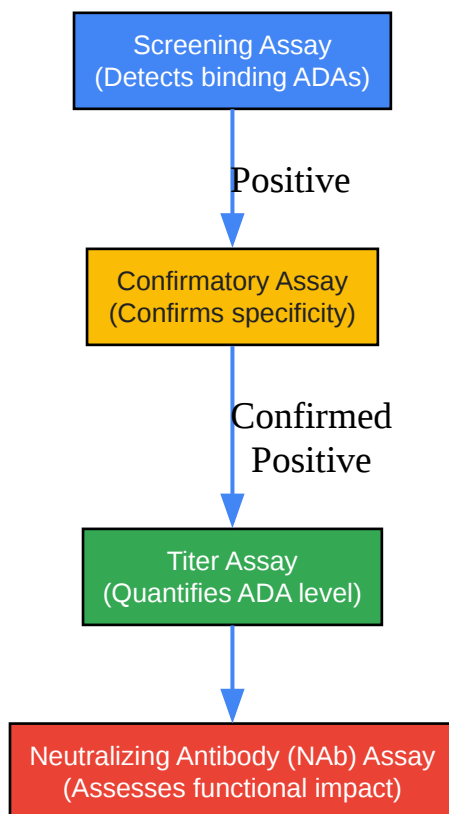 Screening Assay
(Detects binding ADAs)
Positive
Confirmatory Assay
(Confirms specificity)
Confirmed
Positive
Titer Assay
(Quantifies ADA level)
Neutralizing Antibody (NAb) Assay
(Assesses functional impact)